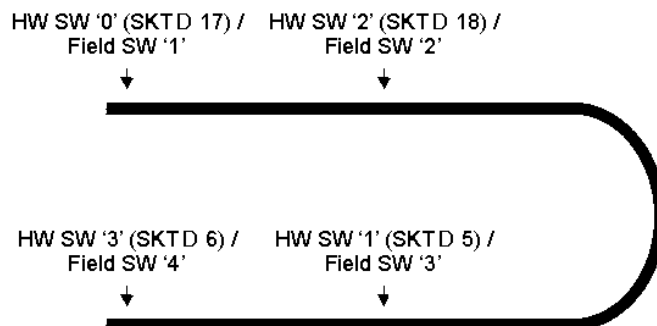 HW SW ‘0’ (SKTD 17) /
Field SW ‘1’
HW SW ‘2’ (SKTD 18) /
Field SW ‘2’
HW SW ‘3’ (SKTD 6) /
Field SW ‘4’
HW SW ‘1’ (SKTD 5) /
Field SW ‘3’